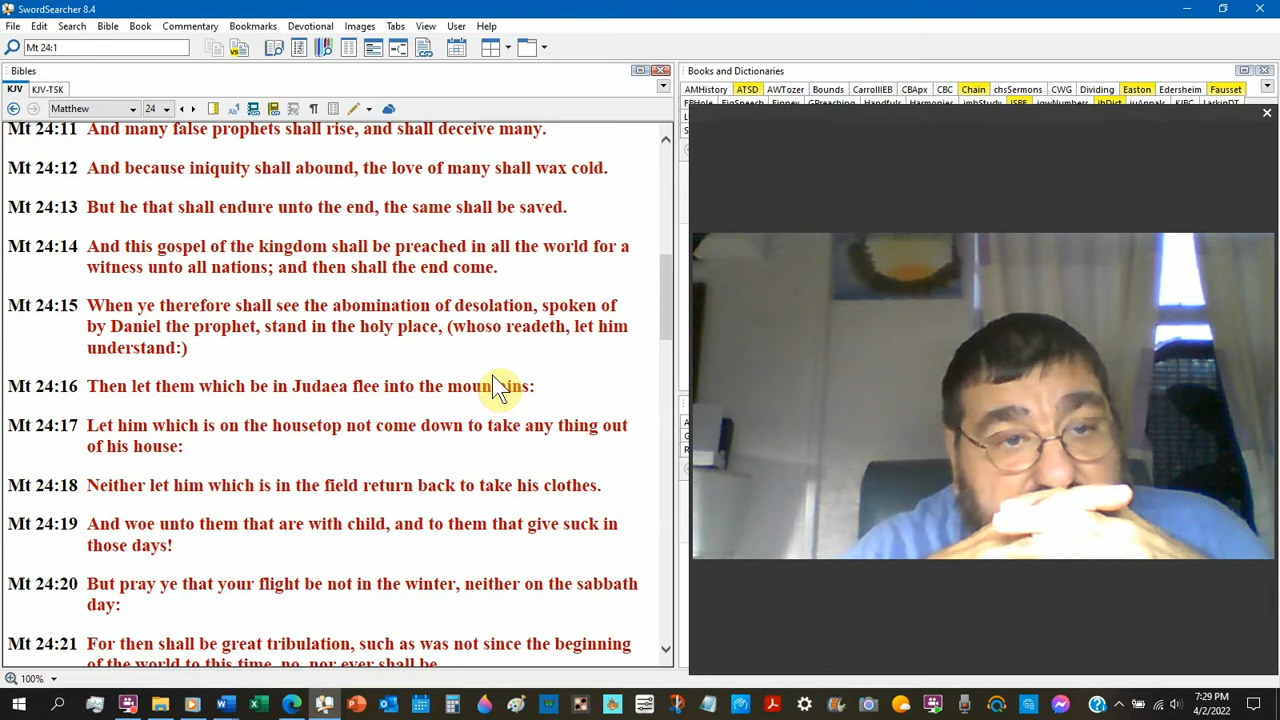 SwordSearcher 8.4
File Edit Search Bible Book Commentary Bookmarks Devotional Images Tabs View User Help
Mt 24:1
Bibles
Books and Dictionaries
KJV KJV-TSK
AMHistory ATSD AWTozer Bounds CarrollIEB CBApx CBC Chain chsSermons CWG Dividing Easton Edersheim Fausset
Matthew 24
Mt 24:11 And many false prophets shall rise, and shall deceive many.
Mt 24:12 And because iniquity shall abound, the love of many shall wax cold.
Mt 24:13 But he that shall endure unto the end, the same shall be saved.
Mt 24:14 And this gospel of the kingdom shall be preached in all the world for a
witness unto all nations; and then shall the end come.
Mt 24:15 When ye therefore shall see the abomination of desolation, spoken of
by Daniel the prophet, stand in the holy place, (whoso readeth, let him
understand:)
Mt 24:16 Then let them which be in Judaea flee into the mountains:
Mt 24:17 Let him which is on the housetop not come down to take any thing out
of his house:
Mt 24:18 Neither let him which is in the field return back to take his clothes.
Mt 24:19 And woe unto them that are with child, and to them that give suck in
those days!
Mt 24:20 But pray ye that your flight be not in the winter, neither on the sabbath
day:
Mt 24:21 For then shall be great tribulation, such as was not since the beginning
of the world to this time, no, nor ever shall be.
100%
7:29 PM
4/2/2022